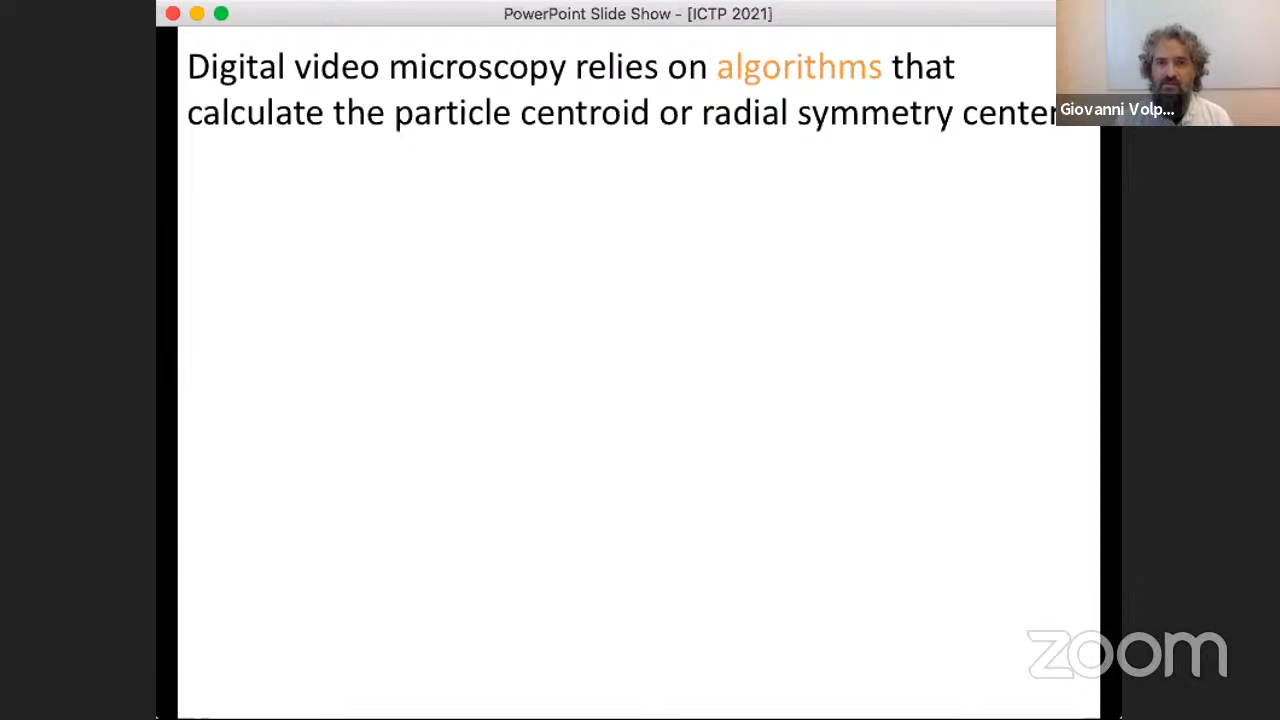 PowerPoint Slide Show - [ICTP 2021]
Digital video microscopy relies on algorithms that
calculate the particle centroid or radial symmetry center
Giovanni Volp...
zoom